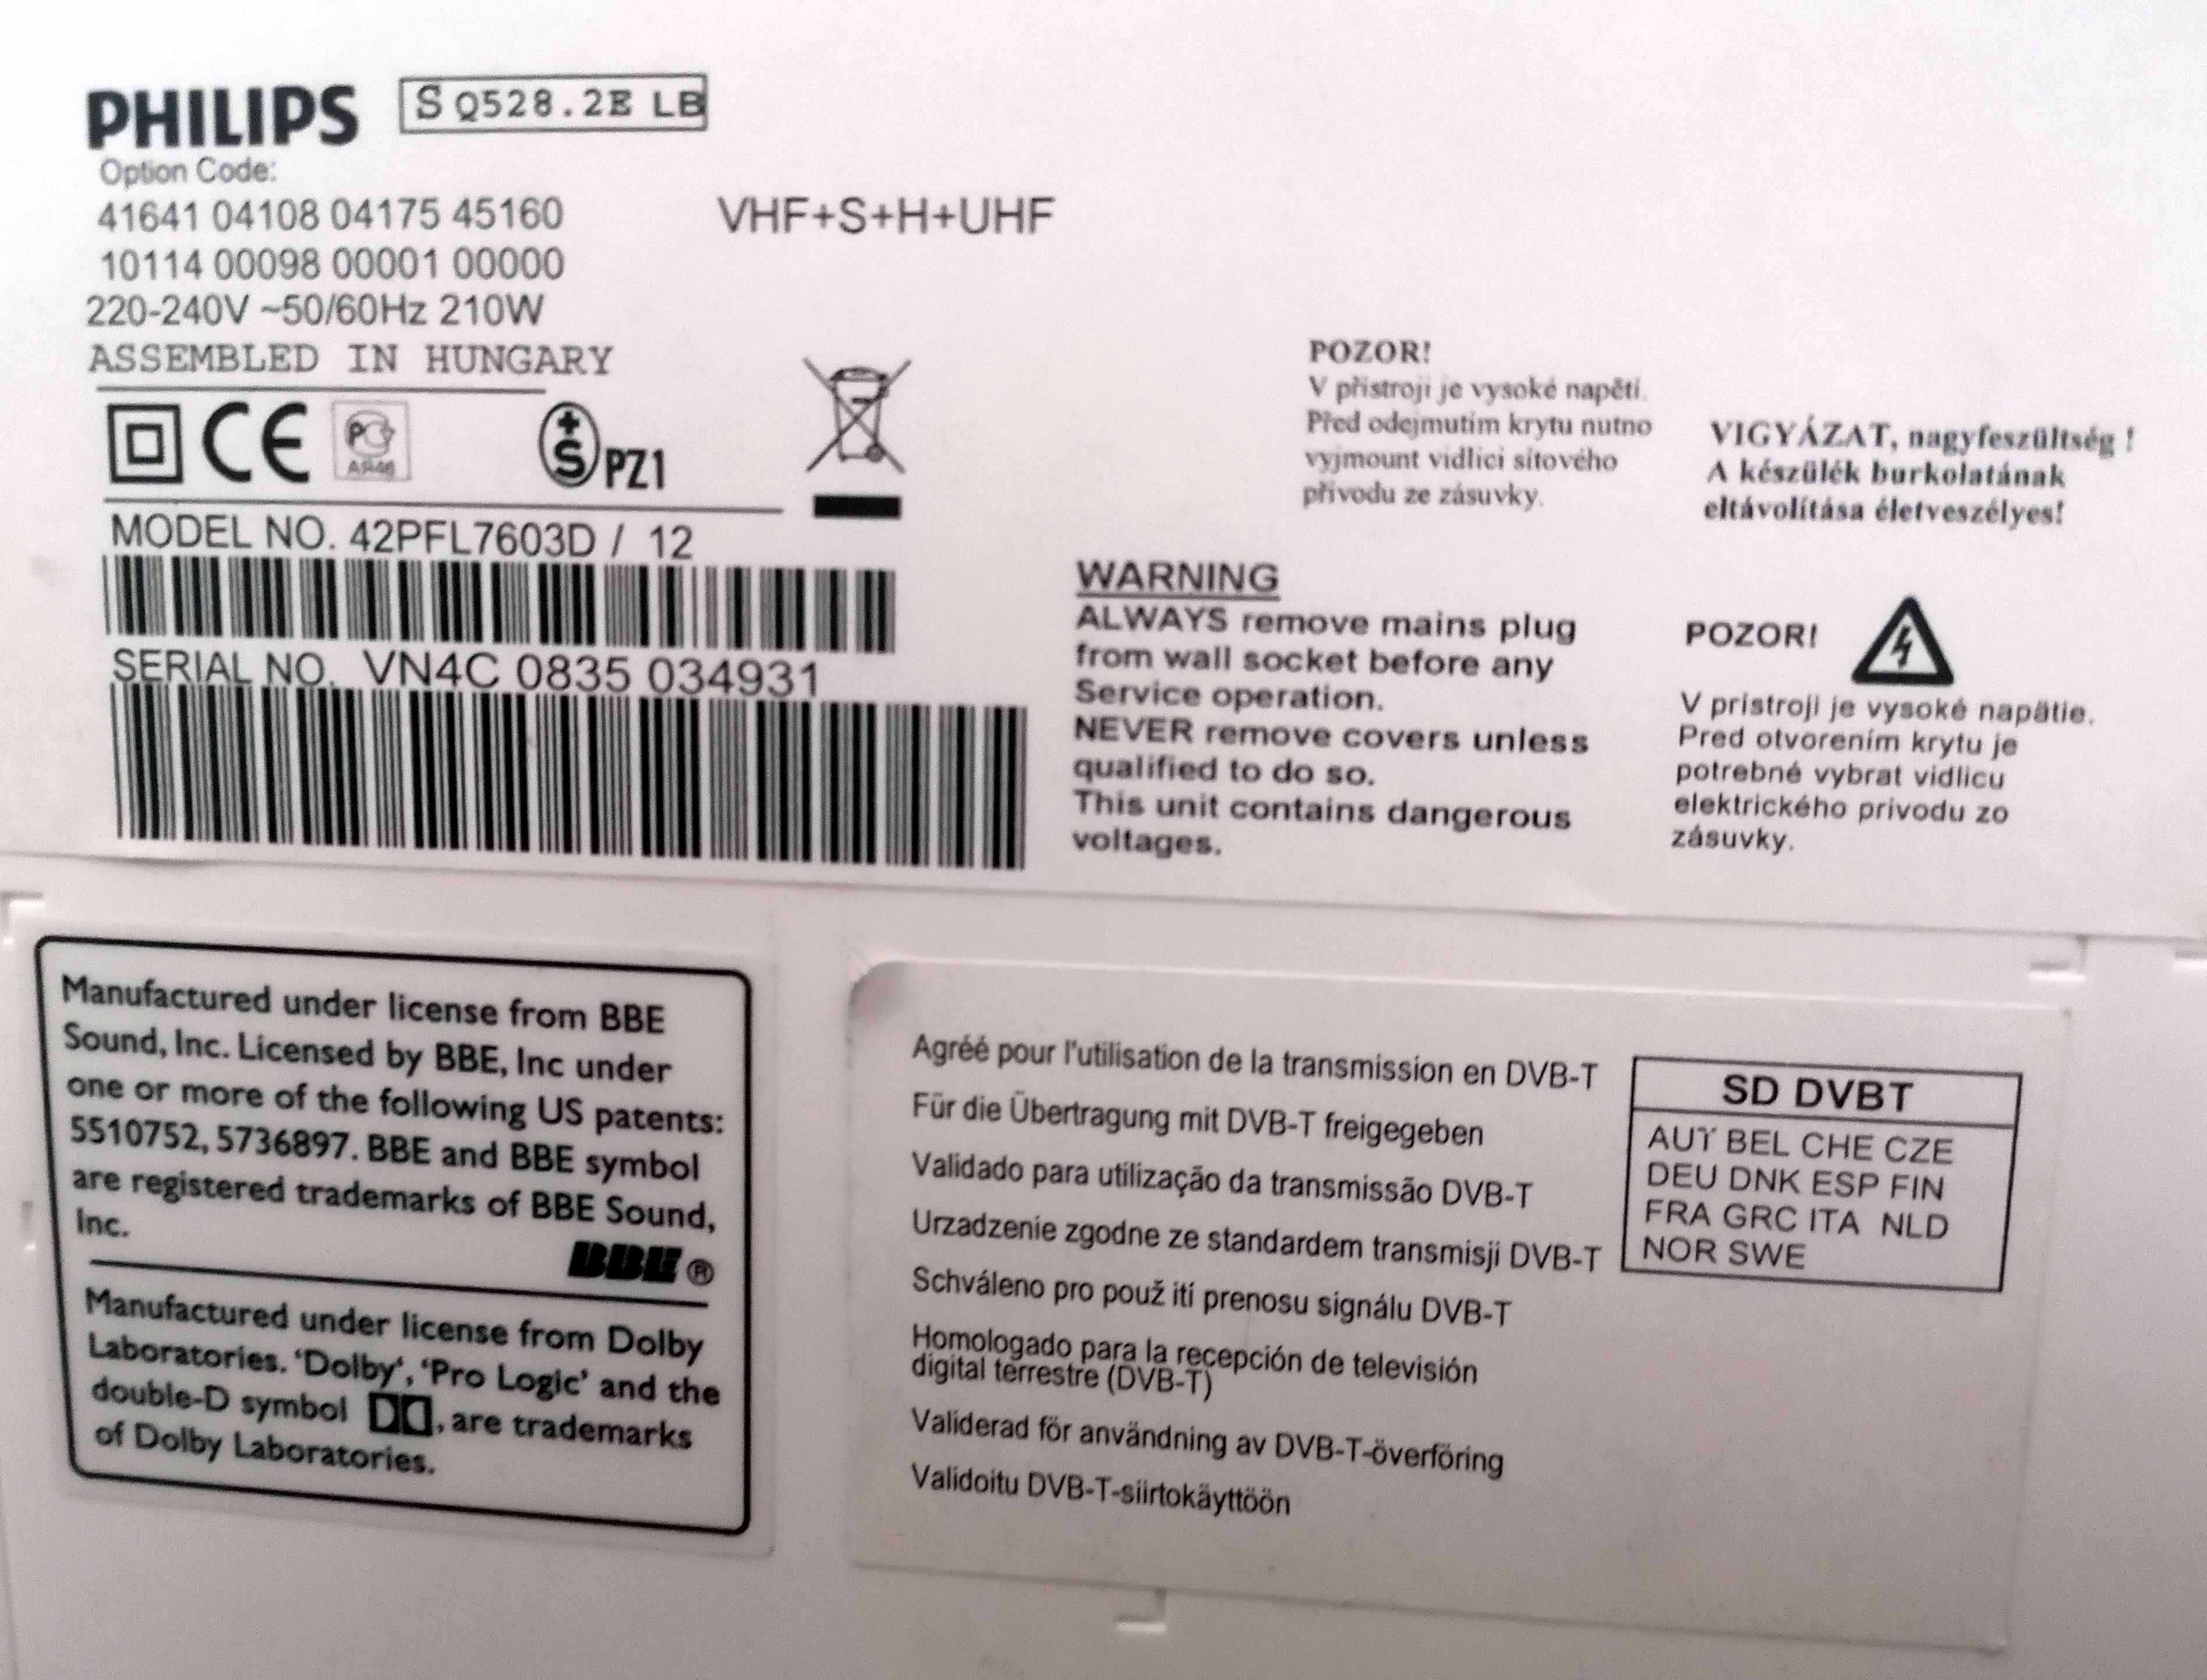 PHILIPS
S Q528.2E LB
Option Code:
41641 04108 04175 45160
10114 00098 00001 00000
VHF+S+H+UHF
220-240V ~50/60Hz 210W
ASSEMBLED IN HUNGARY
CE
S
PZ1
MODEL NO. 42PFL7603D / 12
SERIAL NO. VN4C 0835 034931
POZOR!
V přístroji je vysoké napětí.
Před odejmutím krytu nutno
vyjmount vidlici síťového
přívodu ze zásuvky.
VIGYÁZAT, nagyfeszültség !
A készülék burkolatának
eltávolítása életveszélyes!
WARNING
ALWAYS remove mains plug
from wall socket before any
Service operation.
NEVER remove covers unless
qualified to do so.
This unit contains dangerous
voltages.
POZOR!
V prístroji je vysoké napätie.
Pred otvorením krytu je
potrebné vybrat vidlicu
elektrického prívodu zo
zásuvky.
Manufactured under license from BBE
Sound, Inc. Licensed by BBE, Inc under
one or more of the following US patents:
5510752, 5736897. BBE and BBE symbol
are registered trademarks of BBE Sound,
Inc.
BBE ®
Manufactured under license from Dolby
Laboratories. ‘Dolby’, ‘Pro Logic’ and the
double-D symbol , are trademarks
of Dolby Laboratories.
Agréé pour l'utilisation de la transmission en DVB-T
Für die Übertragung mit DVB-T freigegeben
Validado para utilização da transmissão DVB-T
Urzadzenie zgodne ze standardem transmisji DVB-T
Schváleno pro použ ití prenosu signálu DVB-T
Homologado para la recepción de televisión
digital terrestre (DVB-T)
Validerad för användning av DVB-T-överföring
Validoitu DVB-T-siirtokäyttöön
SD DVBT
AUT BEL CHE CZE
DEU DNK ESP FIN
FRA GRC ITA NLD
NOR SWE